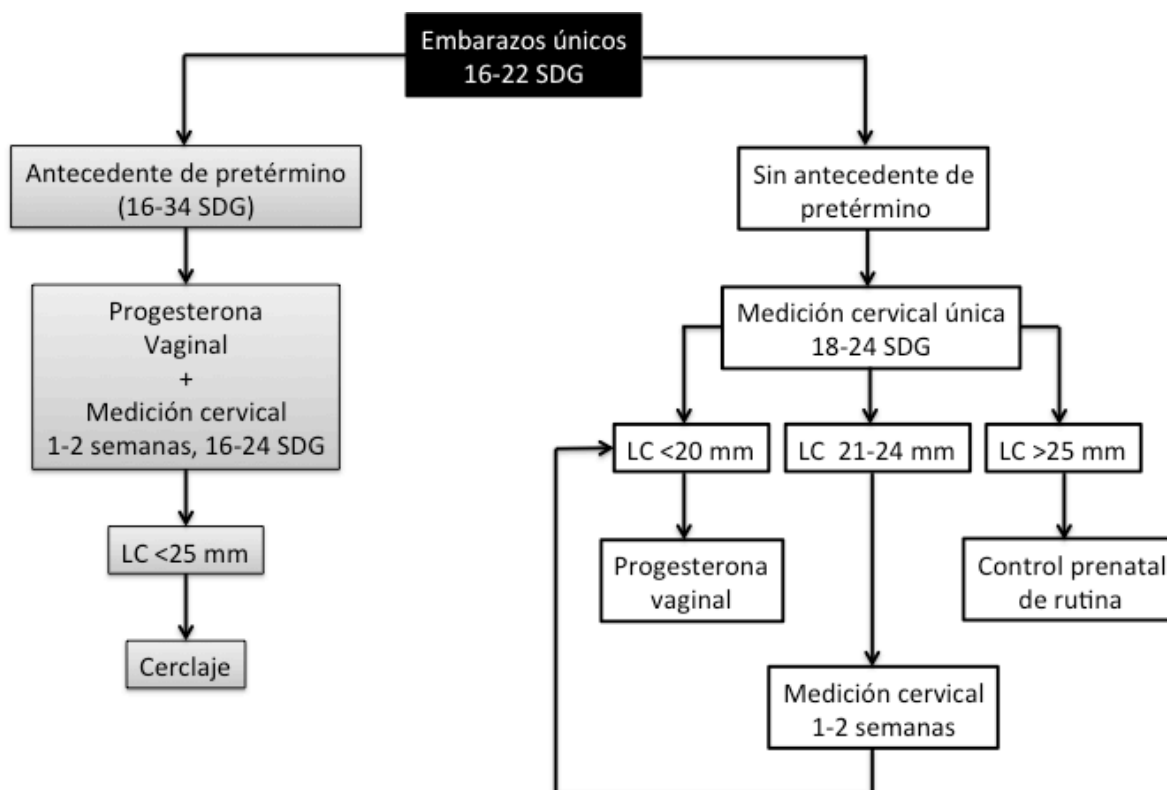 Embarazos únicos
16-22 SDG
Antecedente de pretérmino
(16-34 SDG)
Progesterona
Vaginal
+
Medición cervical
1-2 semanas, 16-24 SDG
LC <25 mm
Cerclaje
Sin antecedente de
pretérmino
Medición cervical única
18-24 SDG
LC <20 mm
LC 21-24 mm
LC >25 mm
Progesterona
vaginal
Control prenatal
de rutina
Medición cervical
1-2 semanas